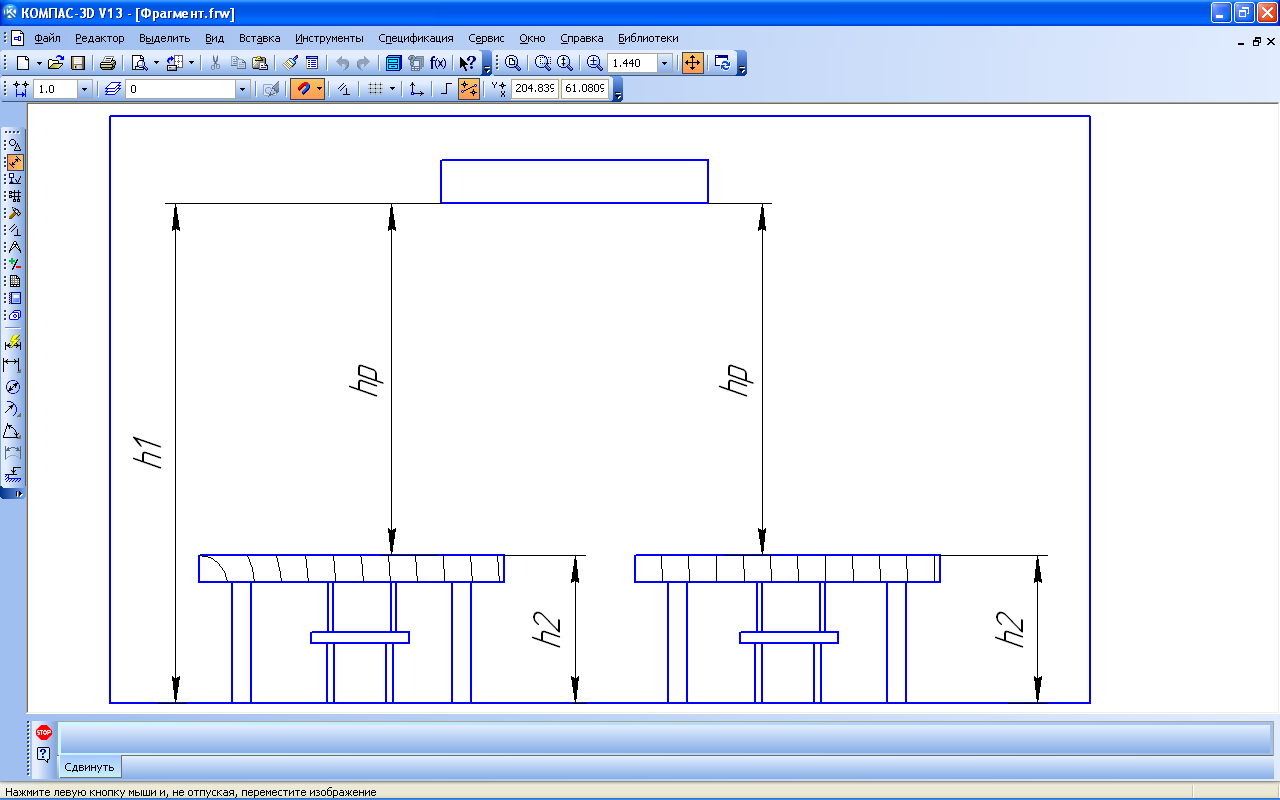 КОМПАС-3D V13 - [Фрагмент.frw]
Файл Редактор Выделить Вид Вставка Инструменты Спецификация Сервис Окно Справка Библиотеки
f(x) 1.440
1.0 0 204.839 61.0809
hp hp
h1
h2 h2
STOP
Сдвинуть
Нажмите левую кнопку мыши и, не отпуская, переместите изображение